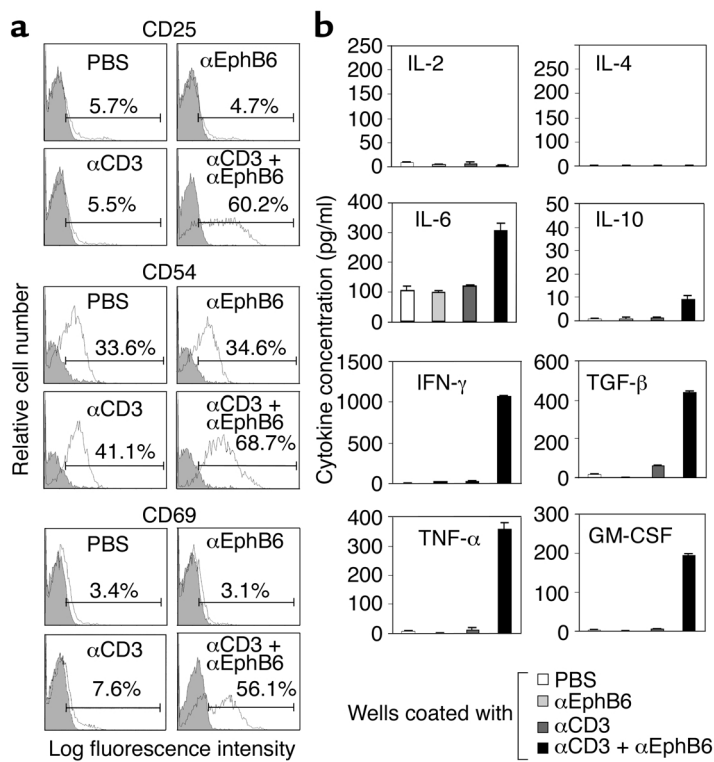 a
CD25
PBS
5.7%
αEphB6
4.7%
αCD3
5.5%
αCD3 +
αEphB6
60.2%
CD54
PBS
33.6%
αEphB6
34.6%
αCD3
41.1%
αCD3 +
αEphB6
68.7%
CD69
PBS
3.4%
αEphB6
3.1%
αCD3
7.6%
αCD3 +
αEphB6
56.1%
Relative cell number
Log fluorescence intensity
b
Cytokine concentration (pg/ml)
IL-2
300
250
200
150
100
50
0
IL-4
300
250
200
150
100
50
0
IL-6
400
300
200
100
0
IL-10
50
40
30
20
10
0
IFN-γ
1000
500
0
TGF-β
600
400
200
0
TNF-α
400
300
200
100
0
GM-CSF
300
200
100
0
Wells coated with
PBS
αEphB6
αCD3
αCD3 + αEphB6